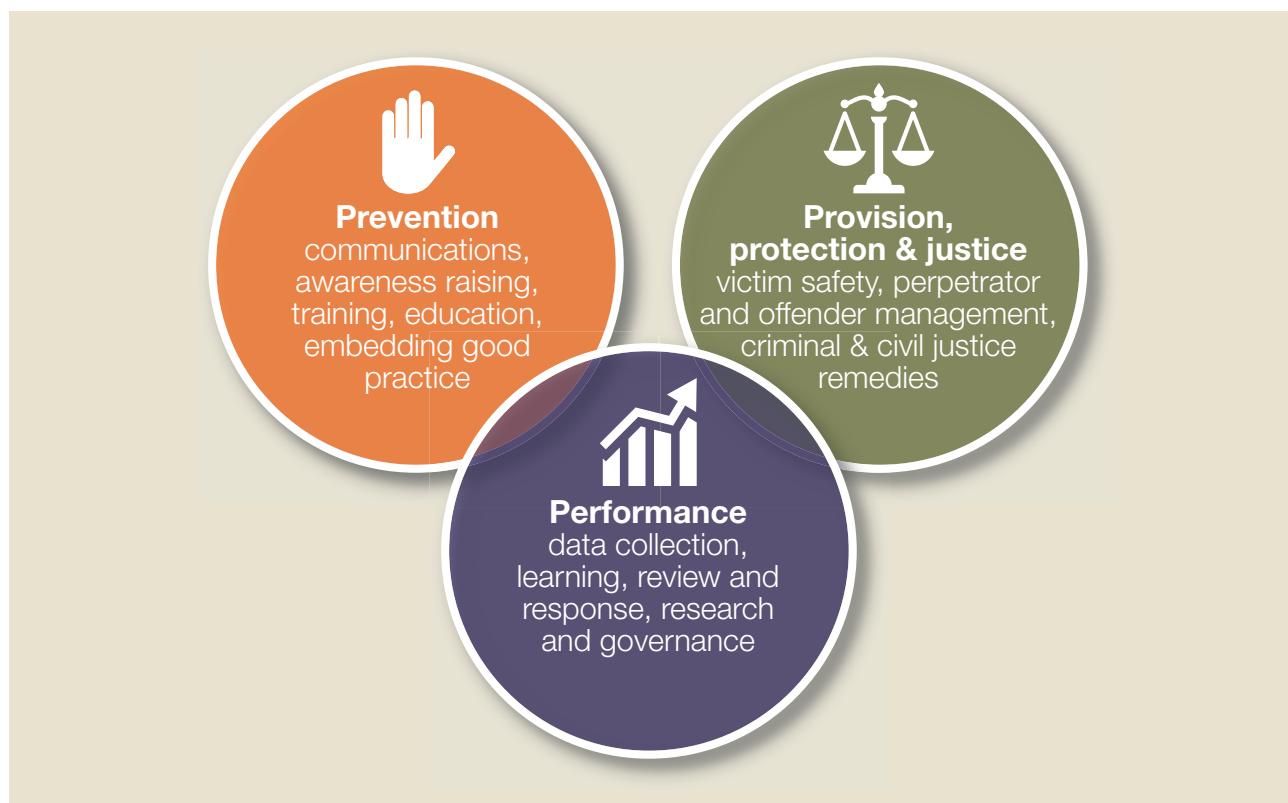 Prevention
communications,
awareness raising,
training, education,
embedding good
practice
Provision,
protection & justice
victim safety, perpetrator
and offender management,
criminal & civil justice
remedies
Performance
data collection,
learning, review and
response, research
and governance